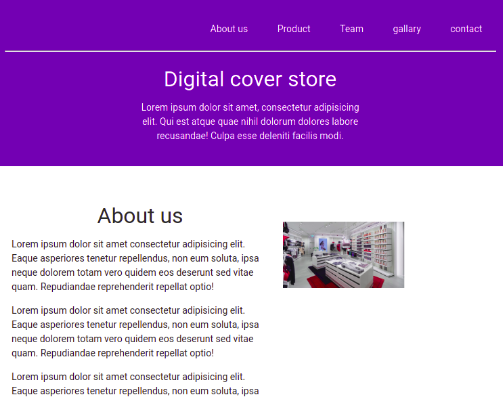 About us Product Team gallary contact
Digital cover store
Lorem ipsum dolor sit amet, consectetur adipisicing
elit. Qui est atque quae nihil dolorum dolores labore
recusandae! Culpa esse deleniti facilis modi.
About us
Lorem ipsum dolor sit amet consectetur adipisicing elit.
Eaque asperiores tenetur repellendus, non eum soluta, ipsa
neque dolorem totam vero quidem eos deserunt sed vitae
quam. Repudiandae reprehenderit repellat optio!
Lorem ipsum dolor sit amet consectetur adipisicing elit.
Eaque asperiores tenetur repellendus, non eum soluta, ipsa
neque dolorem totam vero quidem eos deserunt sed vitae
quam. Repudiandae reprehenderit repellat optio!
Lorem ipsum dolor sit amet consectetur adipisicing elit.
Eaque asperiores tenetur repellendus, non eum soluta, ipsa